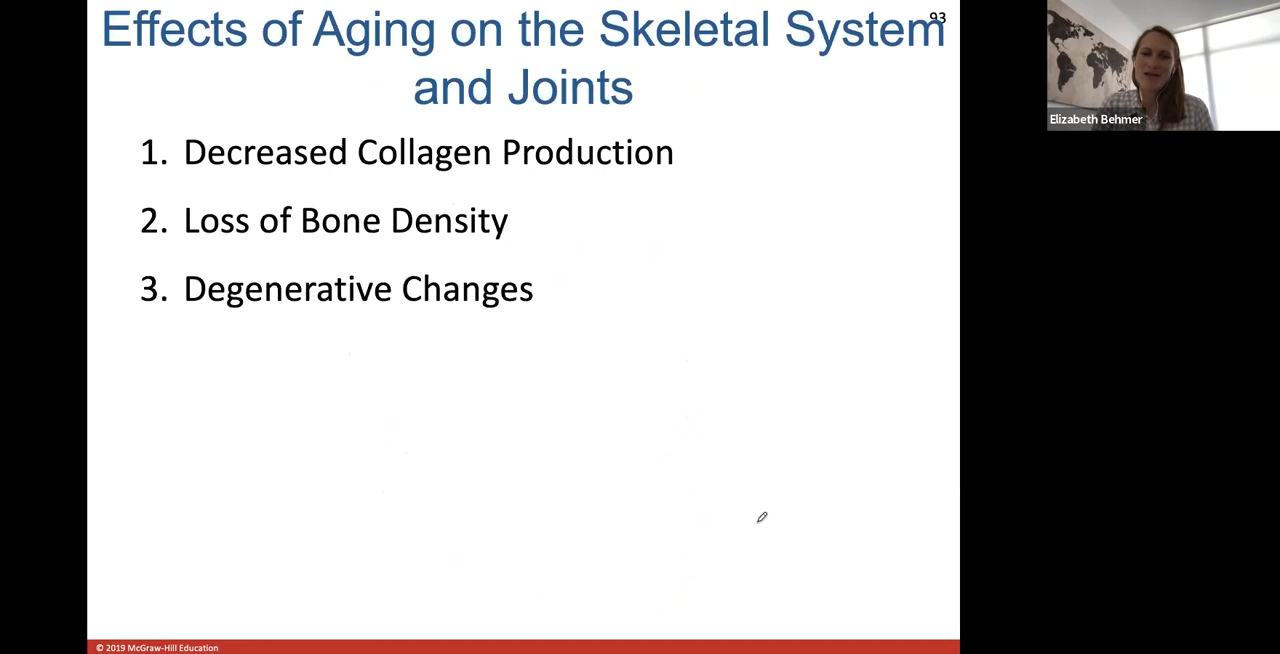 93
Effects of Aging on the Skeletal System
and Joints
1. Decreased Collagen Production
2. Loss of Bone Density
3. Degenerative Changes
Elizabeth Behmer
© 2019 McGraw-Hill Education